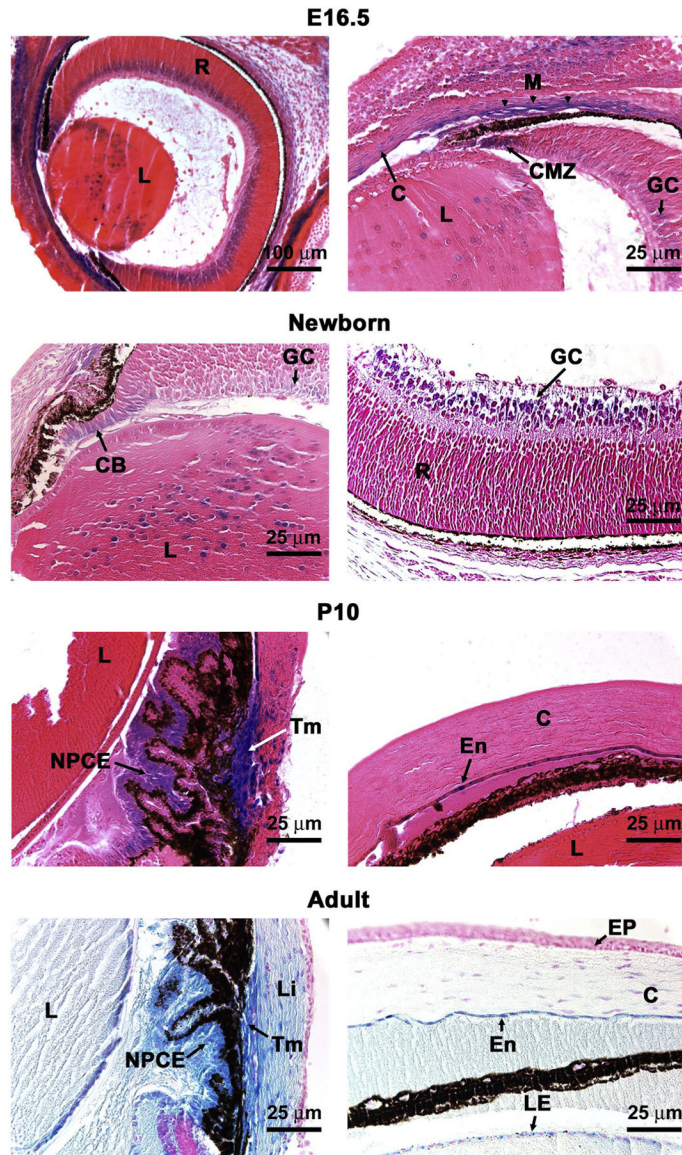 E16.5
R
L
100 μm
M
C
CMZ
L
GC
25 μm
Newborn
GC
CB
L
25 μm
GC
R
25 μm
P10
L
Tm
NPCE
25 μm
C
En
L
25 μm
Adult
L
Li
NPCE
Tm
25 μm
EP
C
En
LE
25 μm